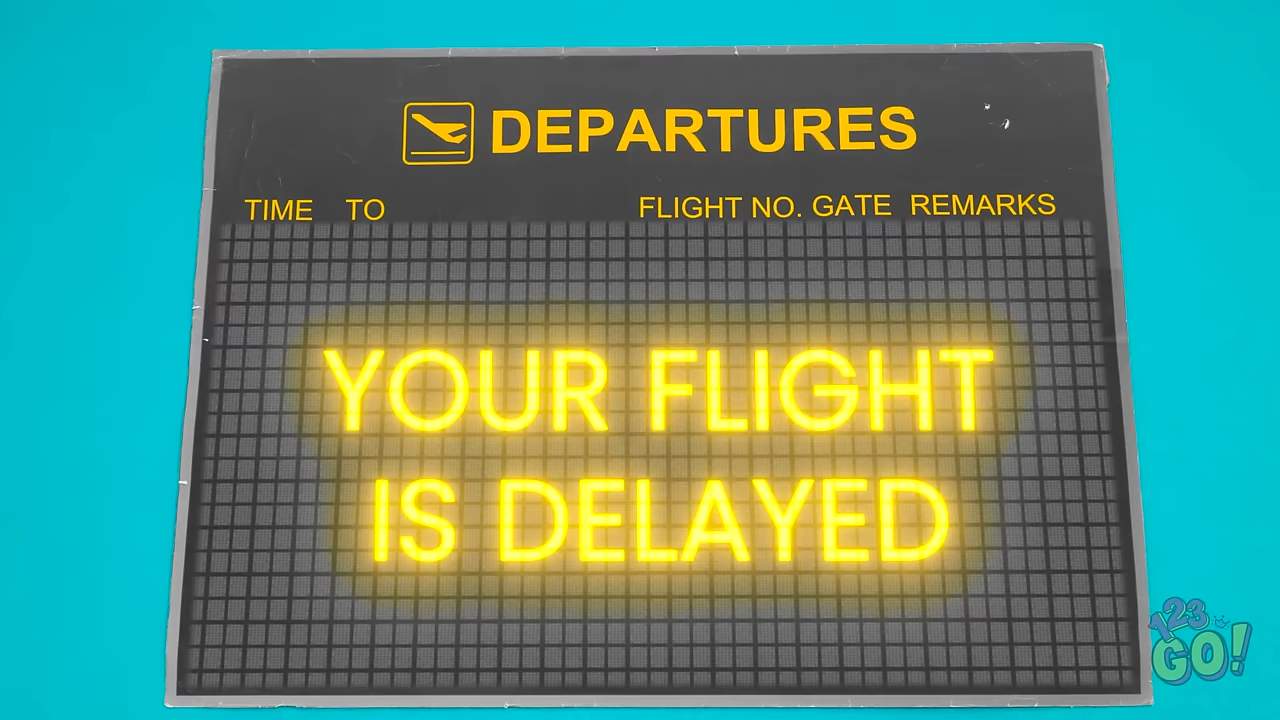 DEPARTURES
TIME TO FLIGHT NO. GATE REMARKS
YOUR FLIGHT
IS DELAYED
123
GO!